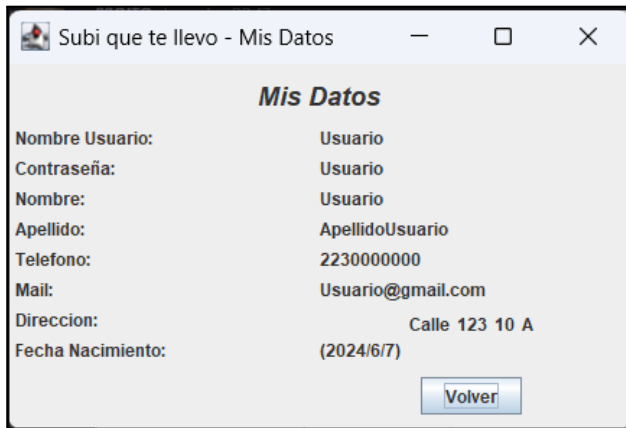 Subi que te llevo - Mis Datos
Mis Datos
Nombre Usuario: Usuario
Contraseña: Usuario
Nombre: Usuario
Apellido: ApellidoUsuario
Telefono: 2230000000
Mail: Usuario@gmail.com
Direccion: Calle 123 10 A
Fecha Nacimiento: (2024/6/7)
Volver